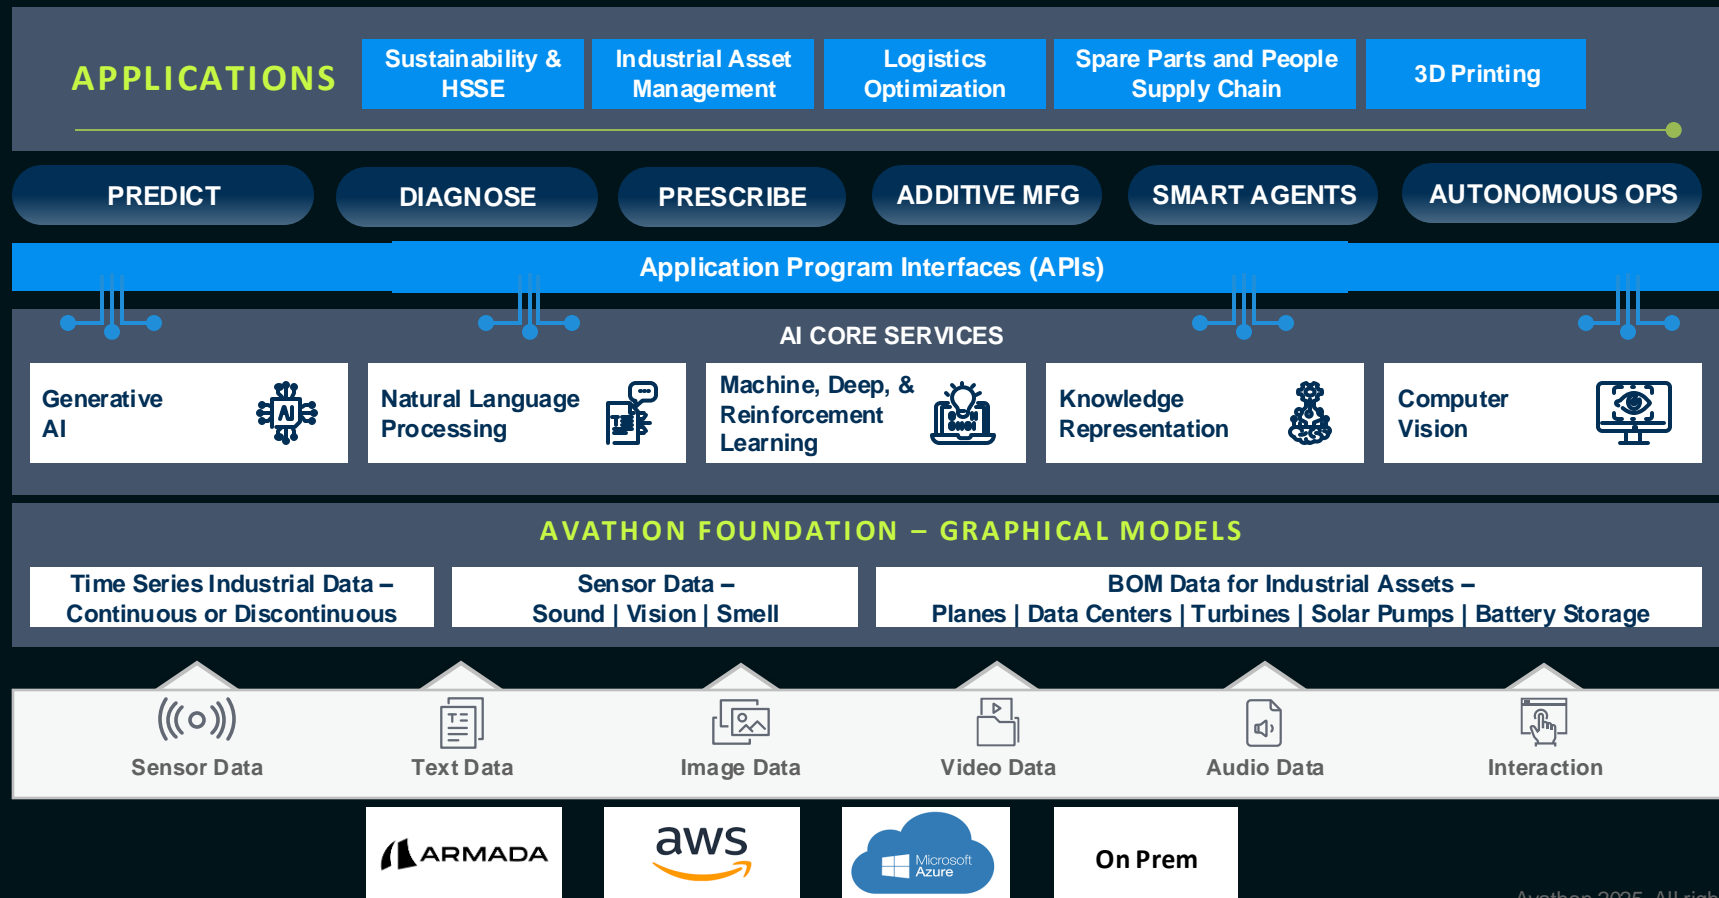 APPLICATIONS
Sustainability &
HSSE
Industrial Asset
Management
Logistics
Optimization
Spare Parts and People
Supply Chain
3D Printing
PREDICT
DIAGNOSE
PRESCRIBE
ADDITIVE MFG
SMART AGENTS
AUTONOMOUS OPS
Application Program Interfaces (APIs)
AI CORE SERVICES
Generative
AI
AI
Natural Language
Processing
Machine, Deep, &
Reinforcement
Learning
Knowledge
Representation
Computer
Vision
AVATHON FOUNDATION – GRAPHICAL MODELS
Time Series Industrial Data –
Continuous or Discontinuous
Sensor Data –
Sound | Vision | Smell
BOM Data for Industrial Assets –
Planes | Data Centers | Turbines | Solar Pumps | Battery Storage
Sensor Data
Text Data
Image Data
Video Data
Audio Data
Interaction
ARMADA
aws
Microsoft
Azure
On Prem
Avathon 2025. All